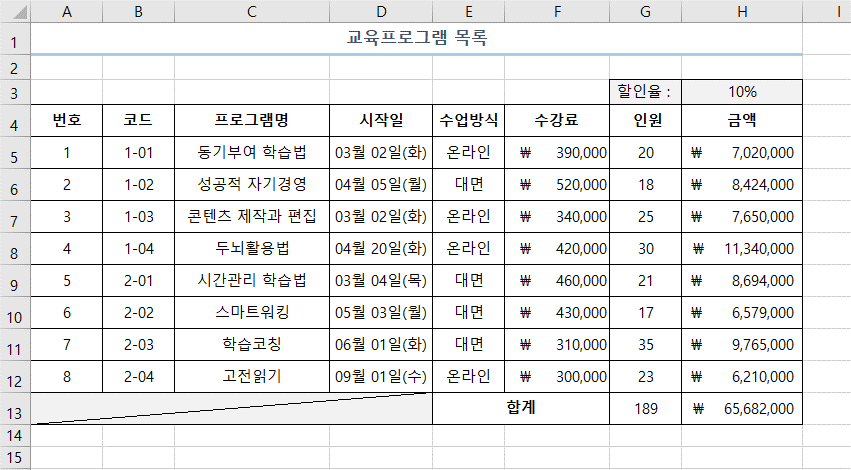 A B C D E F G H I
1 교육프로그램 목록
2
3 할인율 : 10%
4 번호 코드 프로그램명 시작일 수업방식 수강료 인원 금액
5 1 1-01 동기부여 학습법 03월 02일(화) 온라인 ₩ 390,000 20 ₩ 7,020,000
6 2 1-02 성공적 자기경영 04월 05일(월) 대면 ₩ 520,000 18 ₩ 8,424,000
7 3 1-03 콘텐츠 제작과 편집 03월 02일(화) 온라인 ₩ 340,000 25 ₩ 7,650,000
8 4 1-04 두뇌활용법 04월 20일(화) 온라인 ₩ 420,000 30 ₩ 11,340,000
9 5 2-01 시간관리 학습법 03월 04일(목) 대면 ₩ 460,000 21 ₩ 8,694,000
10 6 2-02 스마트워킹 05월 03일(월) 대면 ₩ 430,000 17 ₩ 6,579,000
11 7 2-03 학습코칭 06월 01일(화) 대면 ₩ 310,000 35 ₩ 9,765,000
12 8 2-04 고전읽기 09월 01일(수) 온라인 ₩ 300,000 23 ₩ 6,210,000
13 합계 189 ₩ 65,682,000
14
15